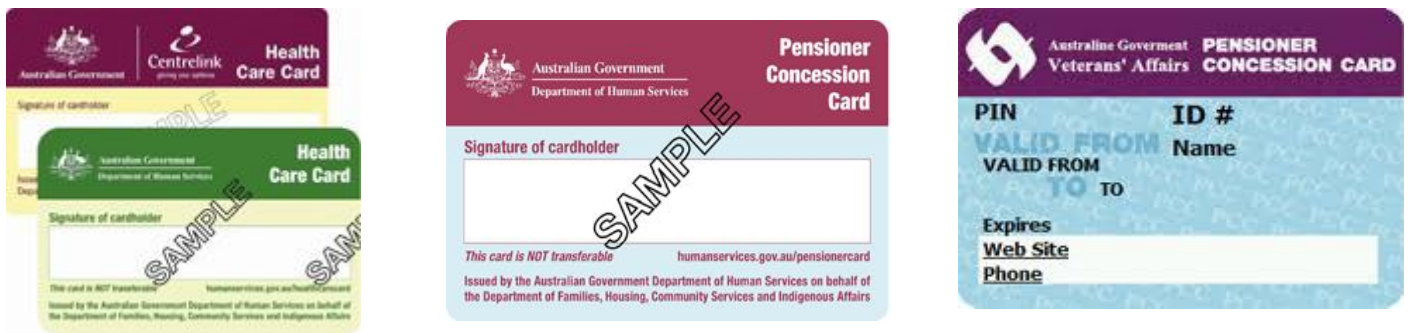 Australian Government
Centrelink
giving you options
Health
Care Card
Signature of cardholder
SAMPLE
Australian Government
Department of Human Services
Health
Care Card
Signature of cardholder
SAMPLE
This card is NOT transferable
humanservices.gov.au/healthcarecard
Issued by the Australian Government Department of Human Services on behalf of
the Department of Families, Housing, Community Services and Indigenous Affairs
Australian Government
Department of Human Services
Pensioner
Concession
Card
Signature of cardholder
SAMPLE
This card is NOT transferable
humanservices.gov.au/pensionercard
Issued by the Australian Government Department of Human Services on behalf of
the Department of Families, Housing, Community Services and Indigenous Affairs
Australine Goverment
Veterans' Affairs
PENSIONER
CONCESSION CARD
PIN
ID #
VALID FROM
Name
VALID FROM
TO
TO
Expires
Web Site
Phone